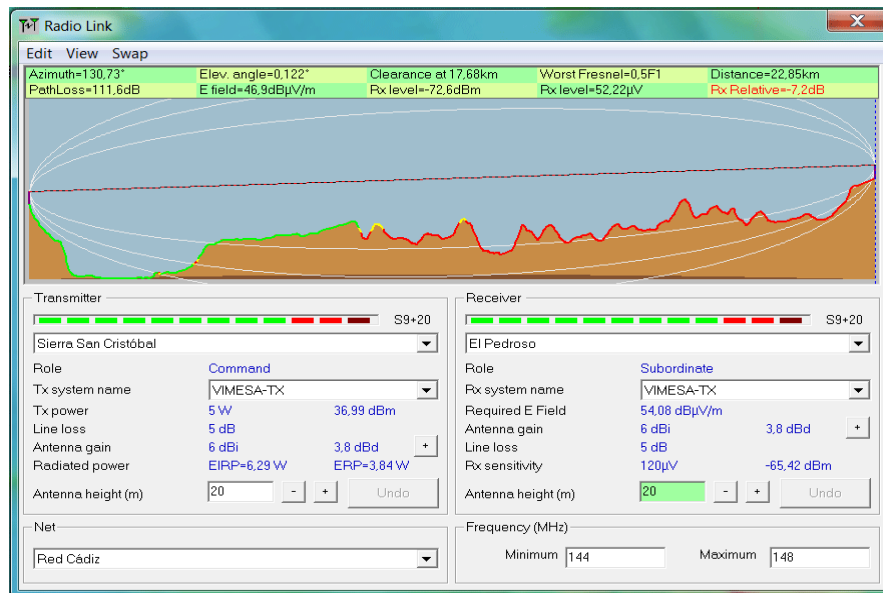 Radio Link
Edit View Swap
Azimuth=130,73° Elev. angle=0,122° Clearance at 17,68km Worst Fresnel=0,5F1 Distance=22,85km
PathLoss=111,6dB E field=46,9dBµV/m Rx level=-72,6dBm Rx level=52,22µV Rx Relative=-7,2dB
Transmitter
S9+20
Sierra San Cristóbal
Role Command
Tx system name VIMESA-TX
Tx power 5 W 36,99 dBm
Line loss 5 dB
Antenna gain 6 dBi 3,8 dBd +
Radiated power EIRP=6,29 W ERP=3,84 W
Antenna height (m) 20 - + Undo
Net
Red Cádiz
Receiver
S9+20
El Pedroso
Role Subordinate
Rx system name VIMESA-TX
Required E Field 54,08 dBµV/m
Antenna gain 6 dBi 3,8 dBd +
Line loss 5 dB
Rx sensitivity 120µV -65,42 dBm
Antenna height (m) 20 - + Undo
Frequency (MHz)
Minimum 144 Maximum 148